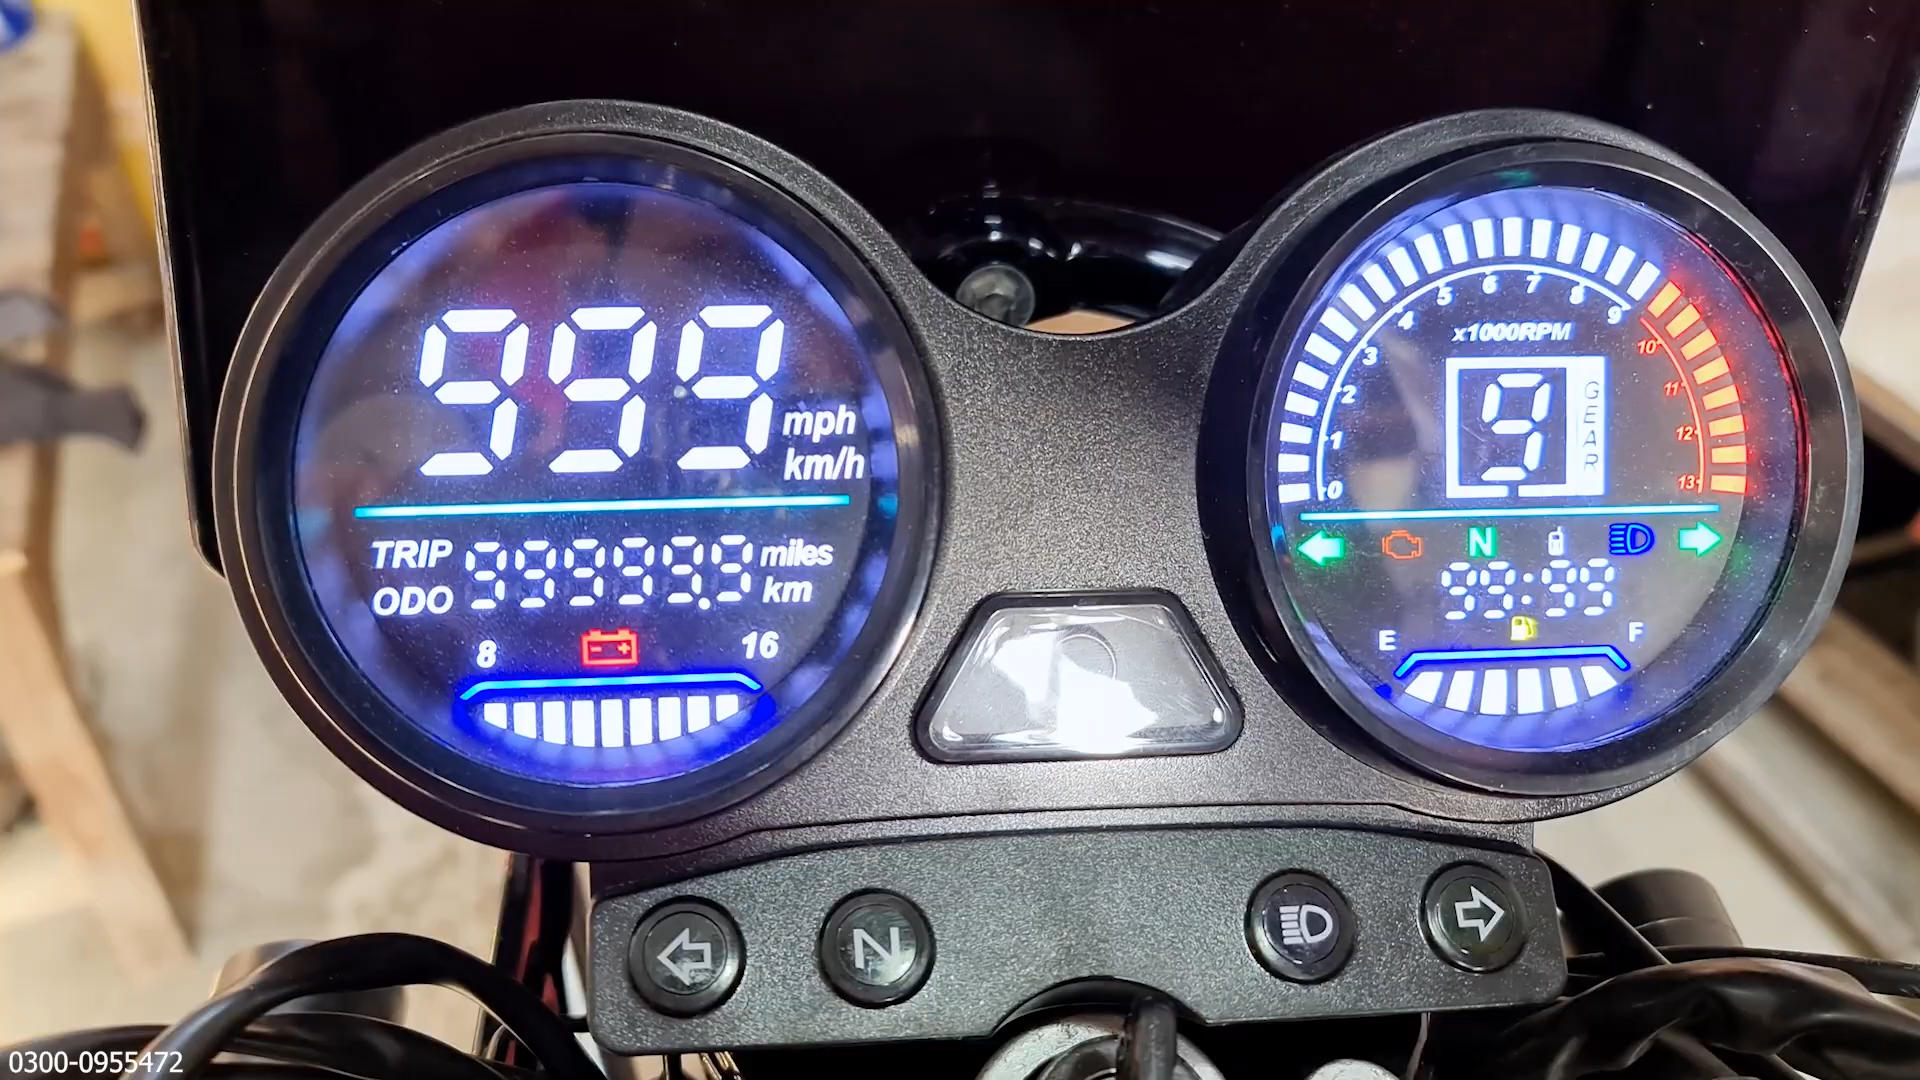 999
mph
km/h
TRIP 99999.9 miles
ODO km
8 16
0 1 2 3 4 5 6 7 8 9 10 11 12 13
x1000RPM
9
GEAR
N
99:99
E F
N
0300-0955472